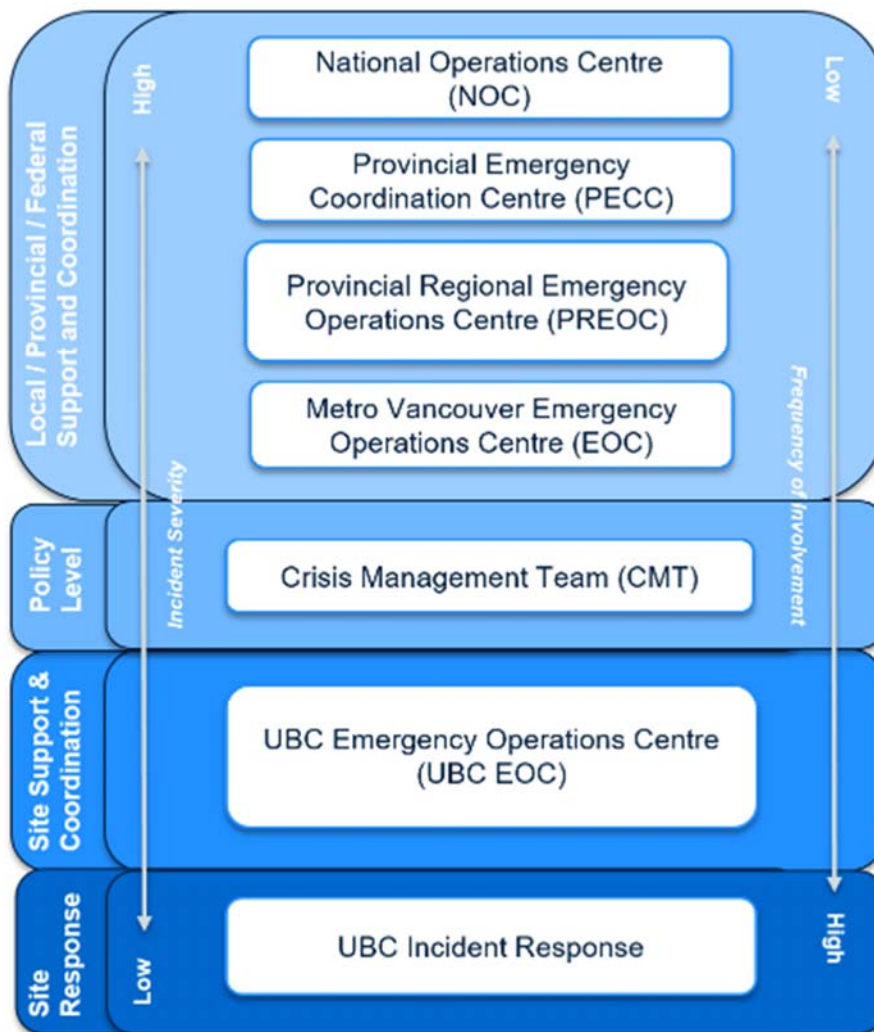 High
Low
Local / Provincial / Federal
Support and Coordination
National Operations Centre
(NOC)
Provincial Emergency
Coordination Centre (PECC)
Provincial Regional Emergency
Operations Centre (PREOC)
Metro Vancouver Emergency
Operations Centre (EOC)
Incident Severity
Frequency of Involvement
Policy
Level
Crisis Management Team (CMT)
Site Support &
Coordination
UBC Emergency Operations Centre
(UBC EOC)
Site
Response
Low
UBC Incident Response
High